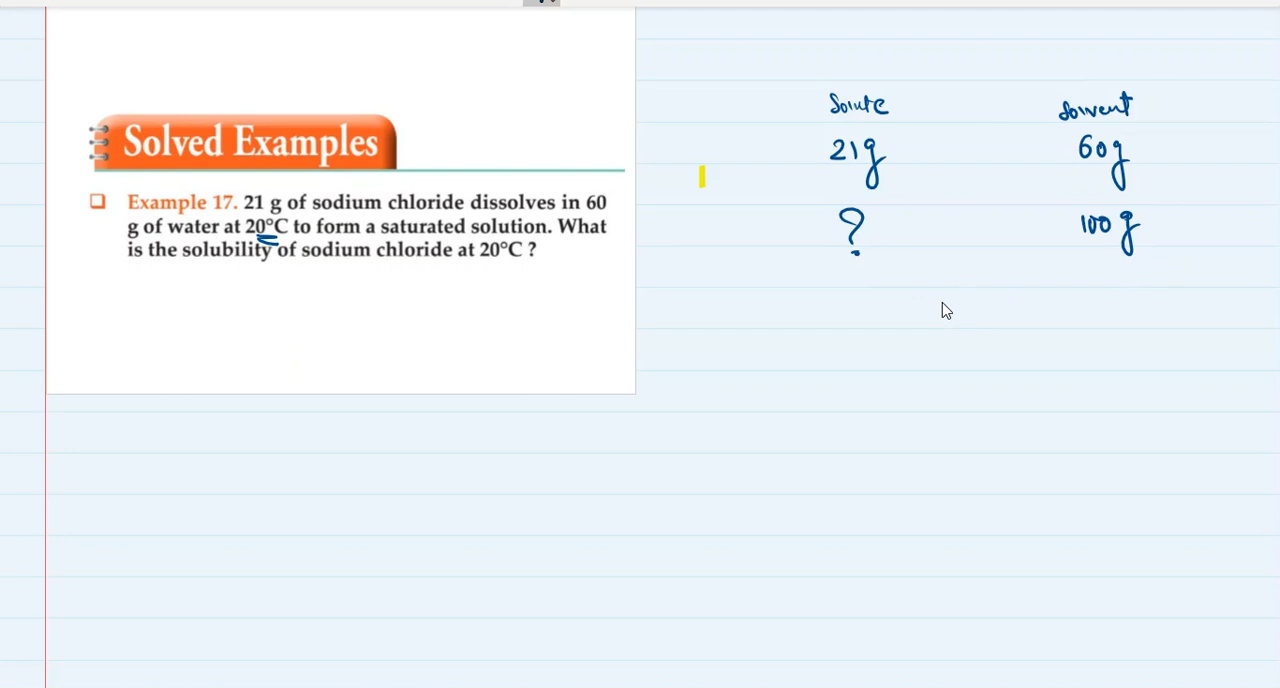 Solved Examples
Example 17. 21 g of sodium chloride dissolves in 60
g of water at 20°C to form a saturated solution. What
is the solubility of sodium chloride at 20°C ?
Solute solvent
21g 60g
? 100g